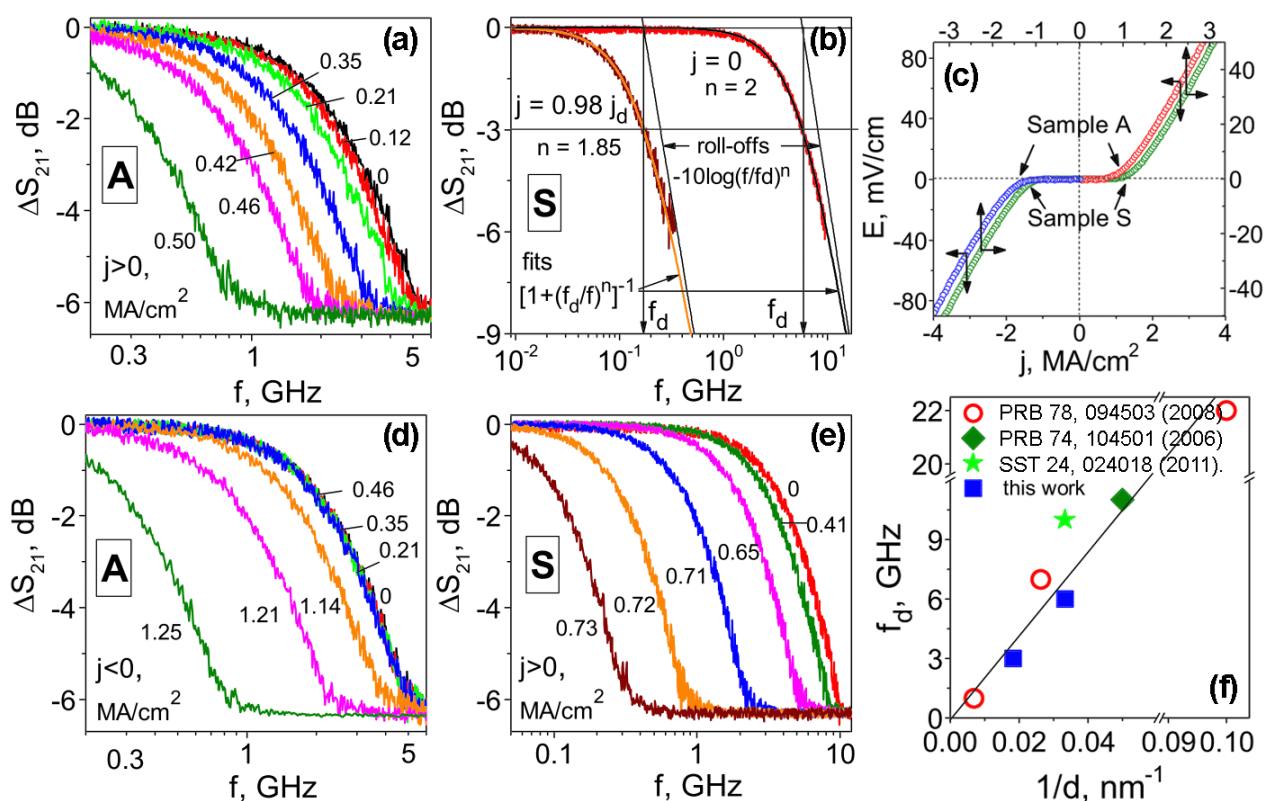 (a)
0
-2
-4
-6
ΔS21, dB
0.35
0.21
0.12
0
0.42
0.46
0.50
A
j>0,
MA/cm2
0.3
1
5
f, GHz
(b)
0
-3
-6
-9
ΔS21, dB
j = 0
n = 2
j = 0.98 jd
n = 1.85
roll-offs
-10log(f/fd)n
S
fits
[1+(fd/f)n]-1
fd
fd
10-2
10-1
100
101
f, GHz
-3 -2 -1 0 1 2 3
(c)
80
40
0
-40
-80
E, mV/cm
40
20
0
-20
-40
Sample A
Sample S
-4 -2 0 2 4
j, MA/cm2
(d)
0
-2
-4
-6
ΔS21, dB
0.46
0.35
0.21
0
1.14
1.21
1.25
A
j<0,
MA/cm2
0.3
1
5
f, GHz
(e)
0
-2
-4
-6
ΔS21, dB
0
0.41
0.65
0.71
0.72
0.73
S
j>0,
MA/cm2
0.1
1
10
f, GHz
22
20
9
6
3
0
fd, GHz
PRB 78, 094503 (2008)
PRB 74, 104501 (2006)
SST 24, 024018 (2011).
this work
(f)
0.00 0.02 0.04 0.09 0.10
1/d, nm-1